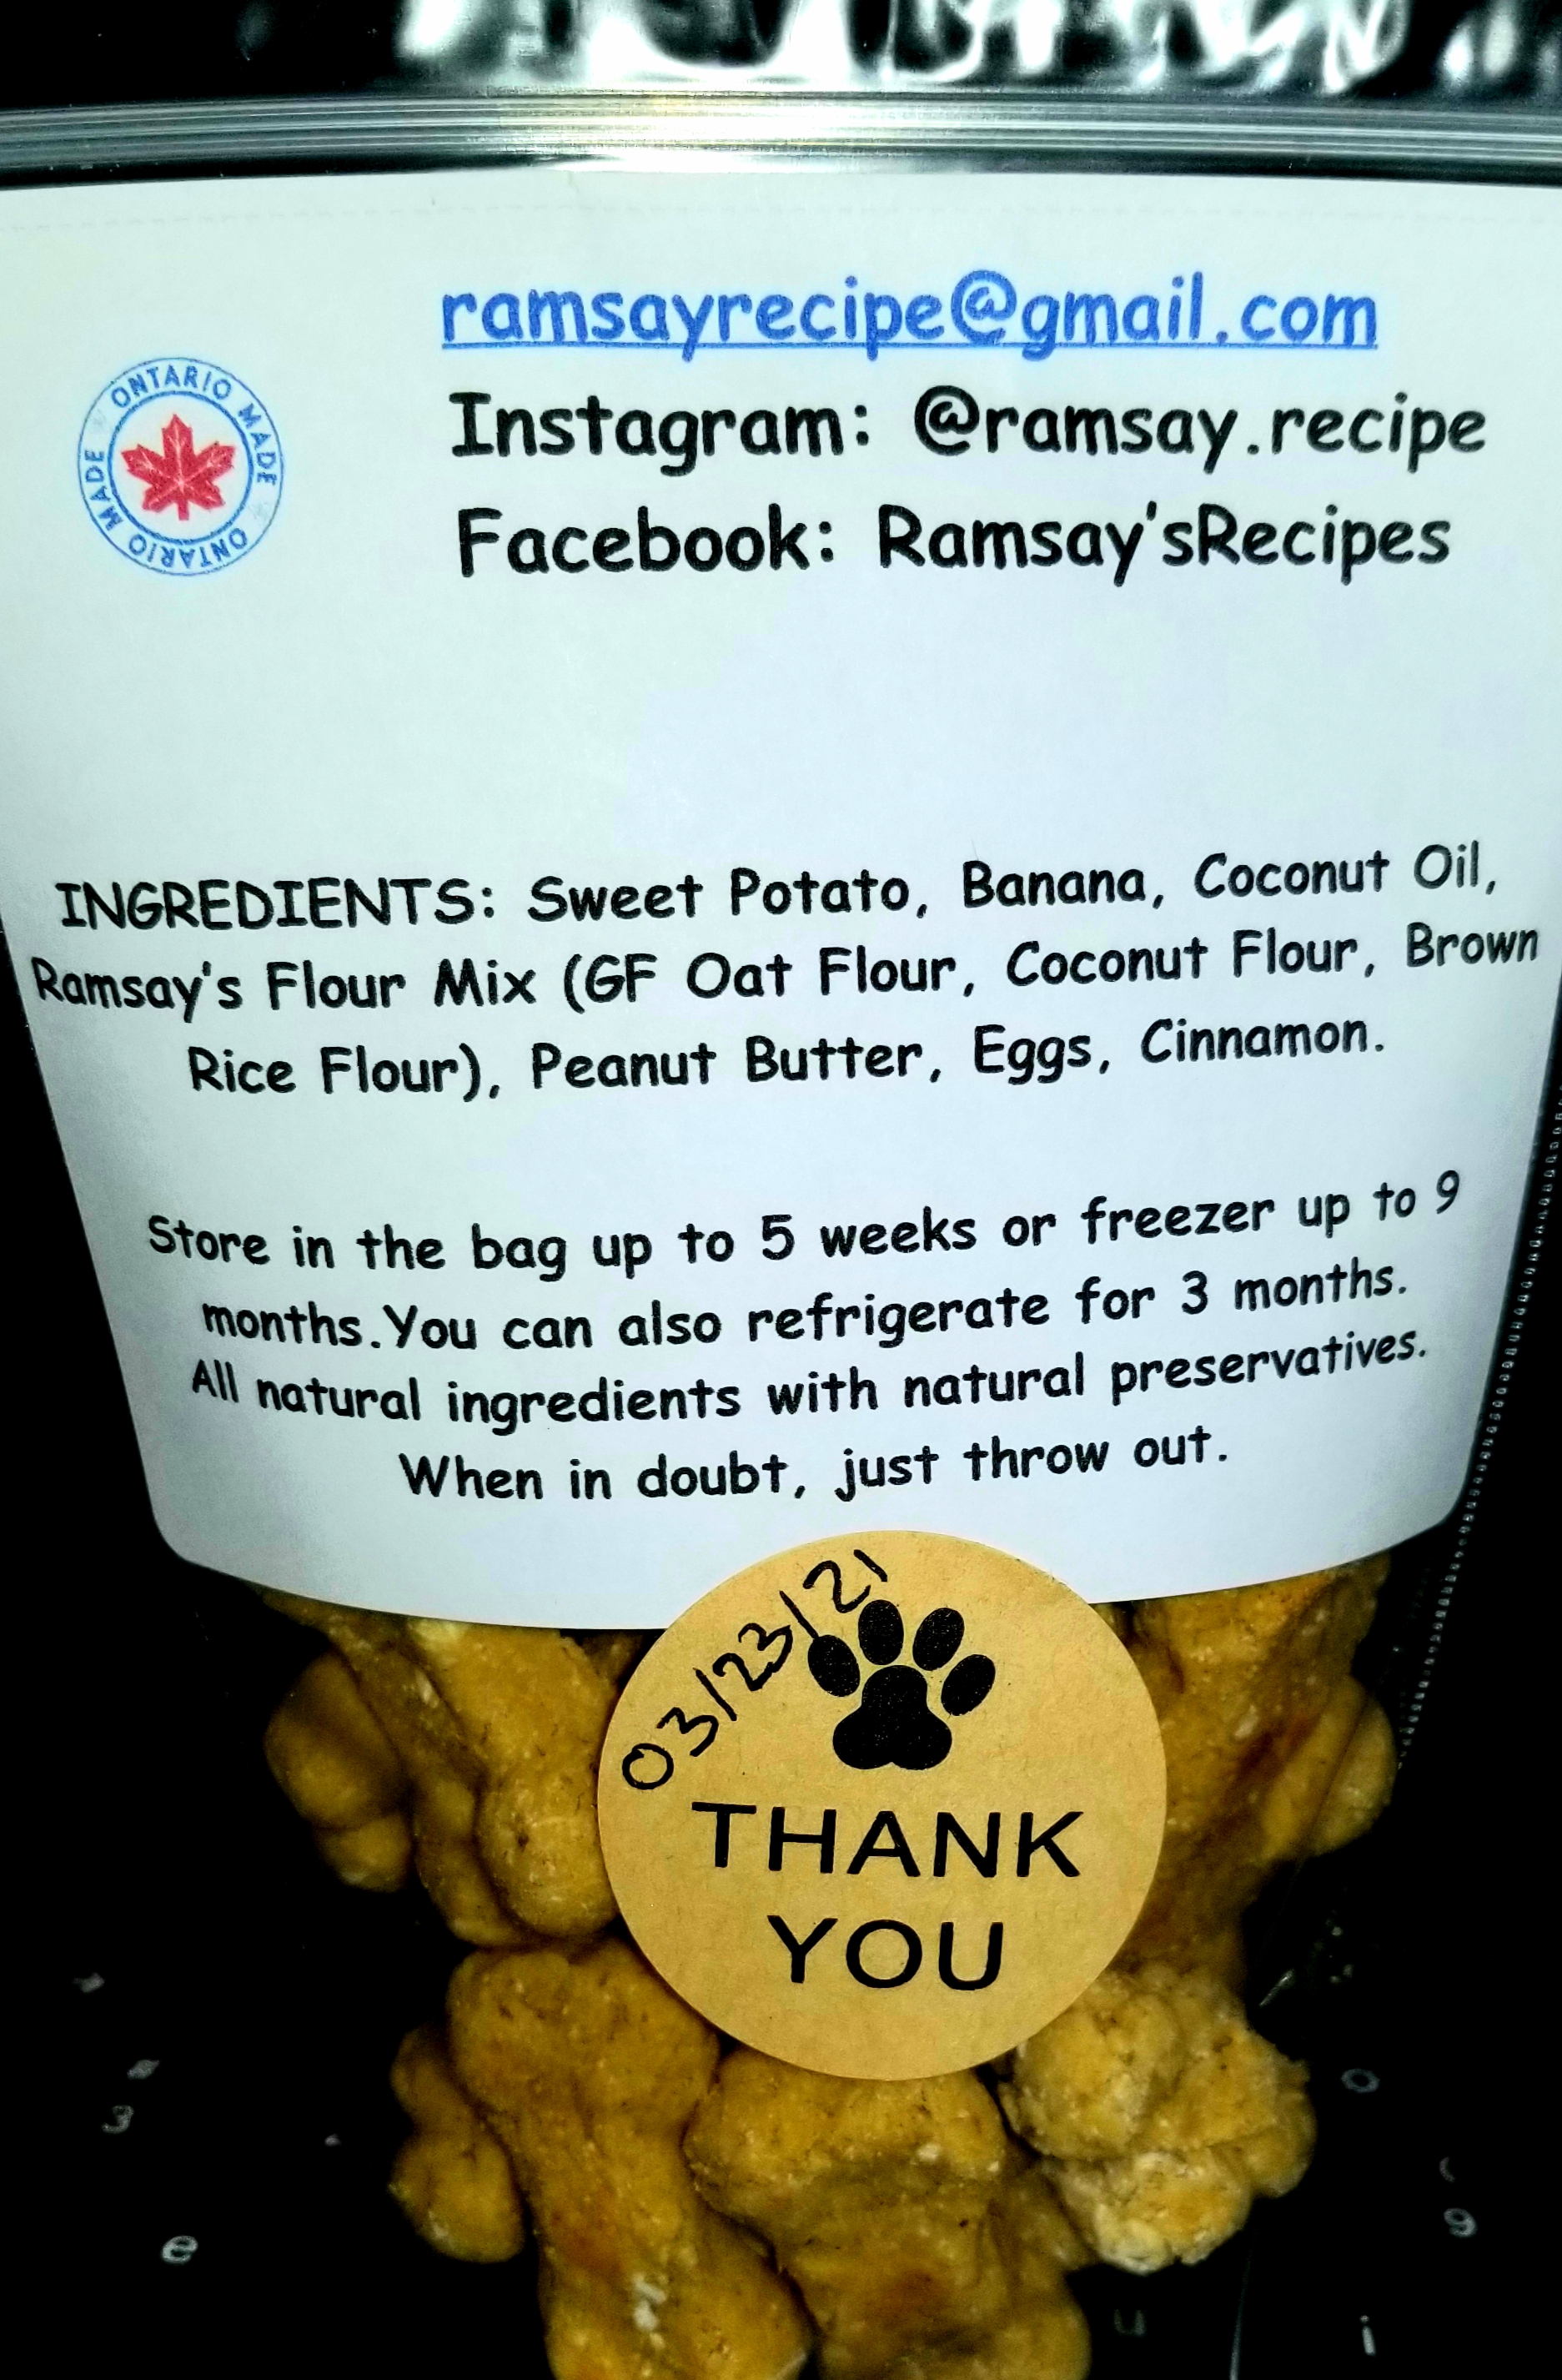 ramsayrecipe@gmail.com
Instagram: @ramsay.recipe
Facebook: Ramsay'sRecipes
ONTARIO MADE
ONTARIO MADE
INGREDIENTS: Sweet Potato, Banana, Coconut Oil,
Ramsay's Flour Mix (GF Oat Flour, Coconut Flour, Brown
Rice Flour), Peanut Butter, Eggs, Cinnamon.
Store in the bag up to 5 weeks or freezer up to 9
months.You can also refrigerate for 3 months.
All natural ingredients with natural preservatives.
When in doubt, just throw out.
03/23/21
THANK
YOU